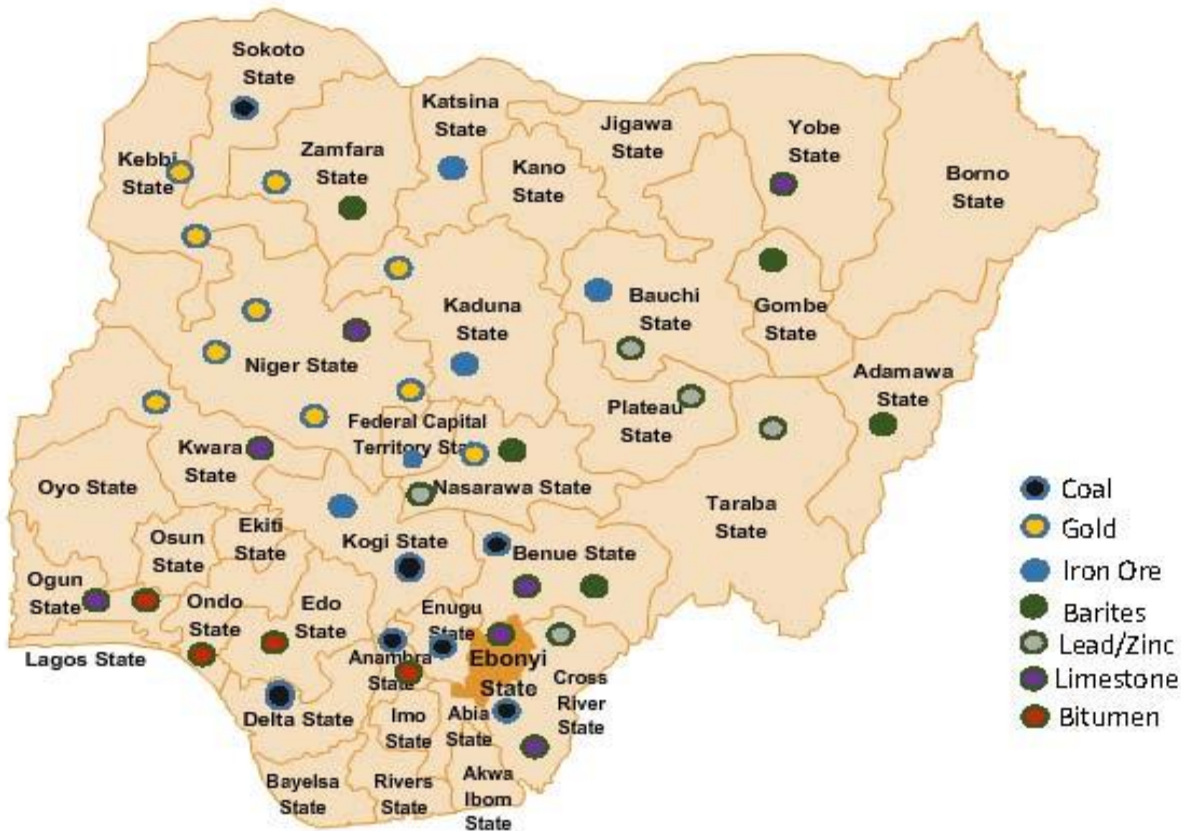 Sokoto
State
Katsina
State
Jigawa
State
Yobe
State
Kebbi
State
Zamfara
State
Kano
State
Borno
State
Kaduna
State
Bauchi
State
Gombe
State
Niger State
Adamawa
State
Plateau
State
Federal Capital
Territory Stat
Kwara
State
Oyo State
Nasarawa State
Taraba
State
Osun
State
Ekiti
State
Kogi State
Benue State
Ogun
State
Ondo
State
Edo
State
Enugu
State
Lagos State
Anambra
State
Ebonyi
State
Cross
River
State
Delta State
Imo
State
Abia
State
Bayelsa
State
Rivers
State
Akwa
Ibom
State
Coal
Gold
Iron Ore
Barites
Lead/Zinc
Limestone
Bitumen